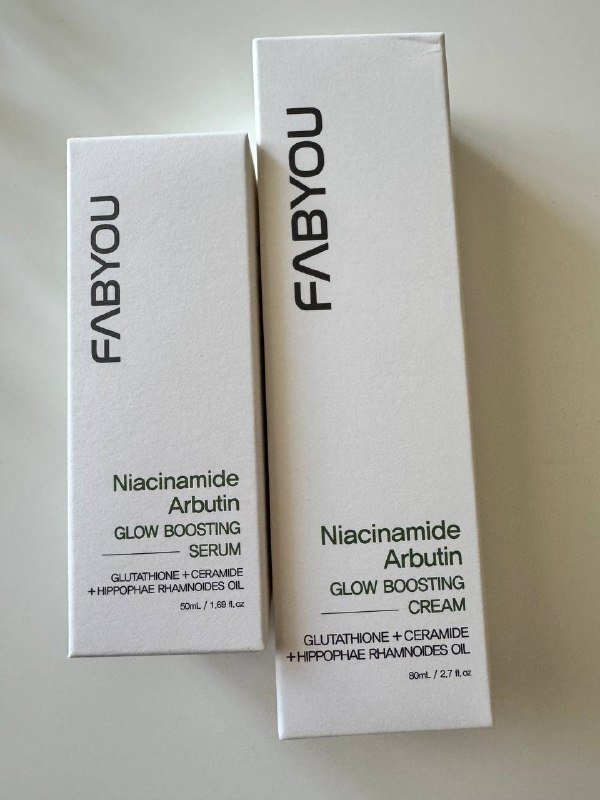 FABYOU
Niacinamide
Arbutin
GLOW BOOSTING
SERUM
GLUTATHIONE + CERAMIDE
+ HIPPOPHAE RHAMNOIDES OIL
50mL / 1.69 fl.oz
FABYOU
Niacinamide
Arbutin
GLOW BOOSTING
CREAM
GLUTATHIONE + CERAMIDE
+ HIPPOPHAE RHAMNOIDES OIL
80mL / 2.7 fl.oz